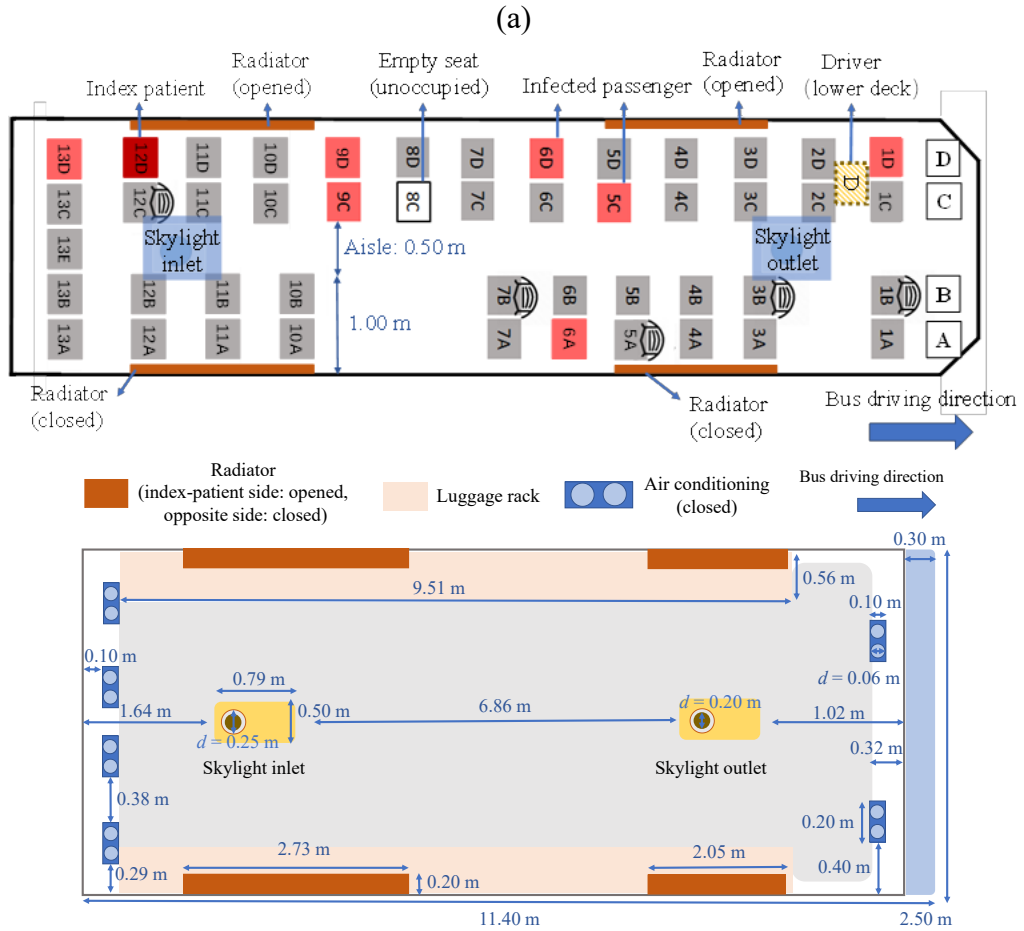 (a)
Radiator
(opened)
Empty seat
(unoccupied)
Radiator
(opened)
Driver
(lower deck)
Index patient
Infected passenger
13D
12D
11D
10D
9D
8D
7D
6D
5D
4D
3D
2D
1D
D
D
13C
12C
11C
10C
9C
8C
7C
6C
5C
4C
3C
2C
1C
C
13E
Skylight
inlet
Aisle: 0.50 m
Skylight
outlet
13B
12B
11B
10B
7B
6B
5B
4B
3B
1B
B
1.00 m
13A
12A
11A
10A
7A
6A
5A
4A
3A
1A
A
Radiator
(closed)
Radiator
(closed)
Bus driving direction
Radiator
(index-patient side: opened,
opposite side: closed)
Luggage rack
Air conditioning
(closed)
Bus driving direction
0.30 m
9.51 m
0.56 m
0.10 m
0.10 m
0.79 m
d = 0.06 m
1.64 m
0.50 m
6.86 m
d = 0.20 m
1.02 m
d = 0.25 m
Skylight inlet
Skylight outlet
0.32 m
0.38 m
0.20 m
2.73 m
2.05 m
0.29 m
0.20 m
0.40 m
11.40 m
2.50 m